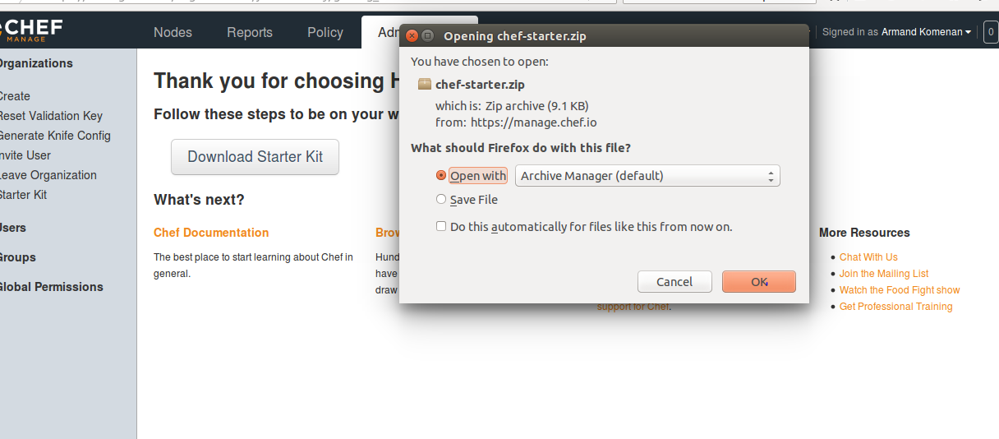 CHEF
MANAGE
Nodes
Reports
Policy
Signed in as Armand Komenan
0
Organizations
Create
Reset Validation Key
Generate Knife Config
Invite User
Leave Organization
Starter Kit
Users
Groups
Global Permissions
Thank you for choosing H
Follow these steps to be on your w
Download Starter Kit
What's next?
Chef Documentation
The best place to start learning about Chef in
general.
Hund
have
draw
support for Chef.
More Resources
Chat With Us
Join the Mailing List
Watch the Food Fight show
Get Professional Training
Opening chef-starter.zip
You have chosen to open:
chef-starter.zip
which is: Zip archive (9.1 KB)
from: https://manage.chef.io
What should Firefox do with this file?
Open with
Archive Manager (default)
Save File
Do this automatically for files like this from now on.
Cancel
OK